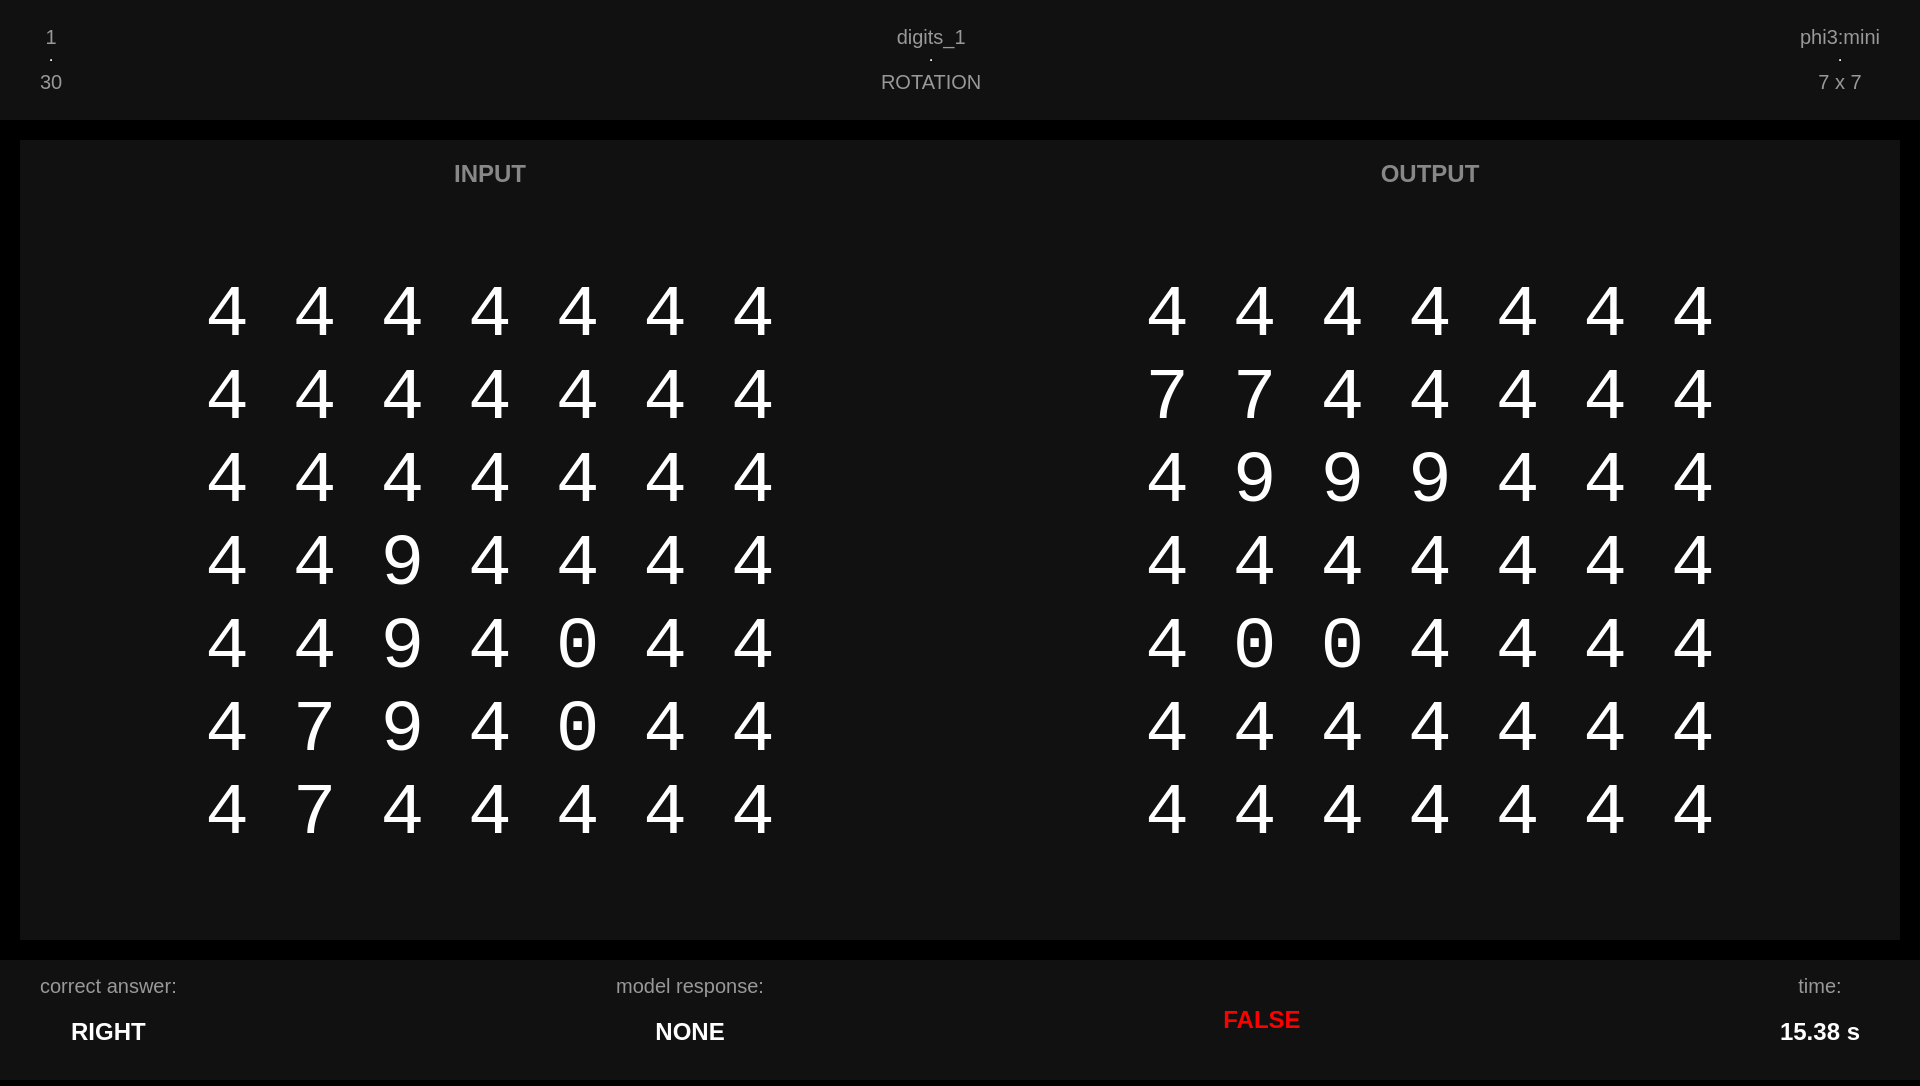 1
·
30
digits_1
·
ROTATION
phi3:mini
·
7 x 7
INPUT
4 4 4 4 4 4 4
4 4 4 4 4 4 4
4 4 4 4 4 4 4
4 4 9 4 4 4 4
4 4 9 4 0 4 4
4 7 9 4 0 4 4
4 7 4 4 4 4 4
OUTPUT
4 4 4 4 4 4 4
7 7 4 4 4 4 4
4 9 9 9 4 4 4
4 4 4 4 4 4 4
4 0 0 4 4 4 4
4 4 4 4 4 4 4
4 4 4 4 4 4 4
correct answer:
RIGHT
model response:
NONE
FALSE
time:
15.38 s